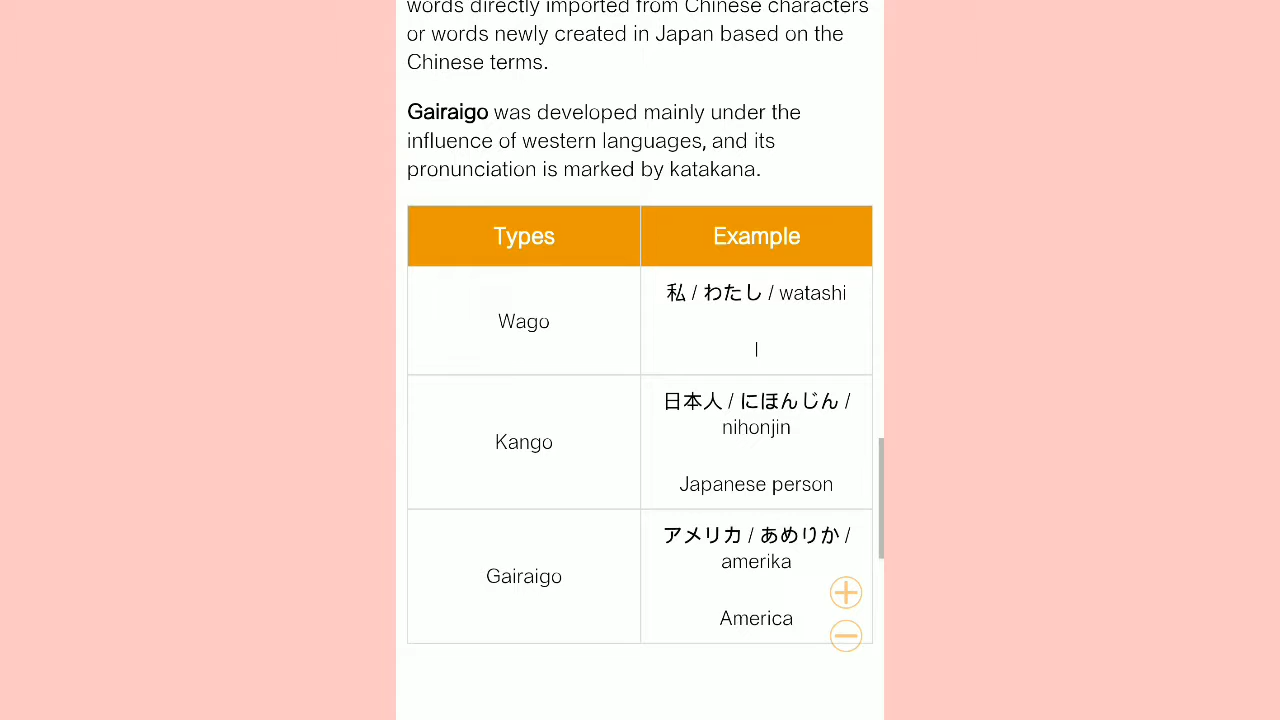 words directly imported from Chinese characters
or words newly created in Japan based on the
Chinese terms.
Gairaigo was developed mainly under the
influence of western languages, and its
pronunciation is marked by katakana.
Types
Example
Wago
私 / わたし / watashi
I
Kango
日本人 / にほんじん /
nihonjin
Japanese person
Gairaigo
アメリカ / あめりか /
amerika
America